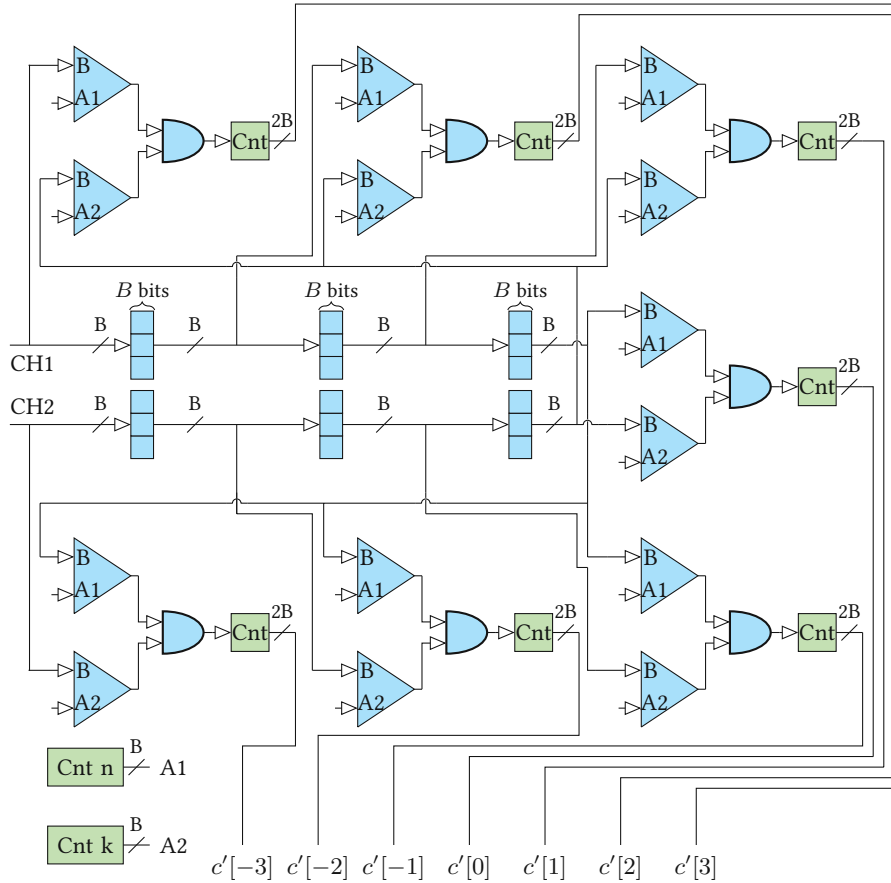 B 2B B 2B B 2B
A1 A1 A1
Cnt Cnt Cnt
B B B
A2 A2 A2
B bits B bits B bits
B B B B B B
A1
CH1
2B
Cnt
CH2 B B B B B
A2
B B B
A1 A1 A1
2B 2B 2B
Cnt Cnt Cnt
B B B
A2 A2 A2
B
Cnt n A1
B
Cnt k A2
c′[−3] c′[−2] c′[−1] c′[0] c′[1] c′[2] c′[3]